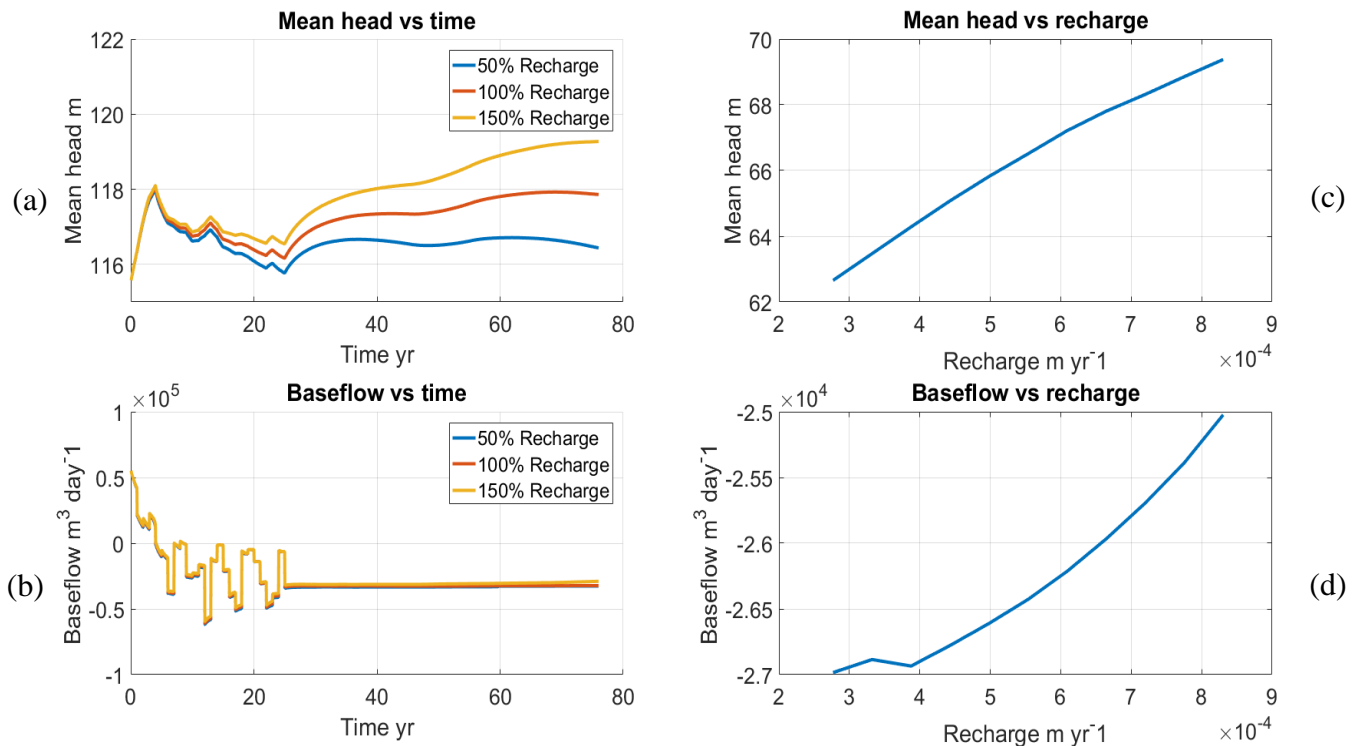 Mean head vs time
122
120
118
116
Mean head m
0
20
40
60
80
Time yr
50% Recharge
100% Recharge
150% Recharge
(a)
Mean head vs recharge
70
68
66
64
62
Mean head m
2
3
4
5
6
7
8
9
Recharge m yr-1
×10-4
(c)
Baseflow vs time
×10^5
1
0.5
0
-0.5
-1
Baseflow m³ day-1
0
20
40
60
80
Time yr
50% Recharge
100% Recharge
150% Recharge
(b)
Baseflow vs recharge
×10^4
-2.5
-2.55
-2.6
-2.65
-2.7
Baseflow m³ day-1
2
3
4
5
6
7
8
9
Recharge m yr-1
×10-4
(d)